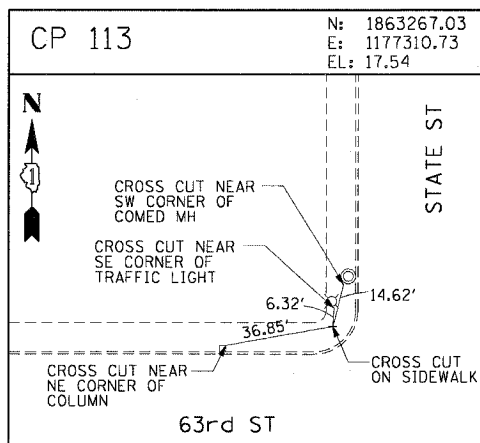 CP 113
N: 1863267.03
E: 1177310.73
EL: 17.54
N
1
STATE ST
CROSS CUT NEAR
SW CORNER OF
COMED MH
CROSS CUT NEAR
SE CORNER OF
TRAFFIC LIGHT
6.32'
14.62'
36.85'
CROSS CUT NEAR
NE CORNER OF
COLUMN
CROSS CUT
ON SIDEWALK
63rd ST